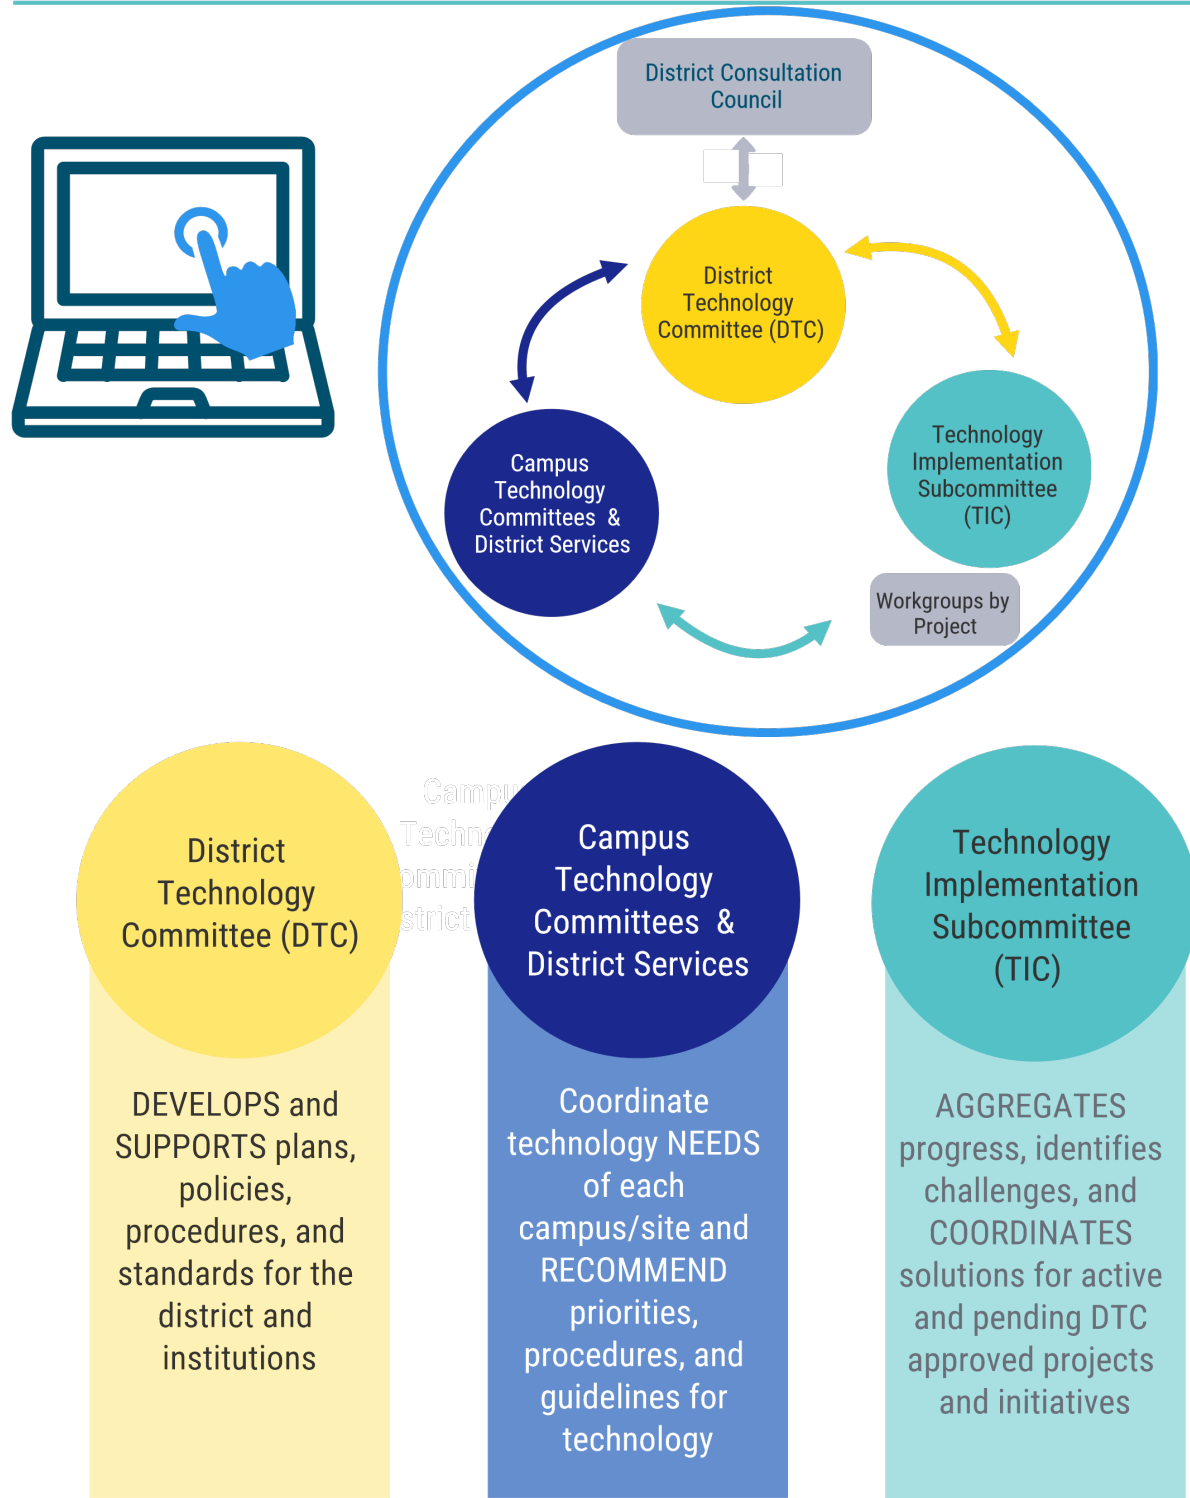 District Consultation
Council
District
Technology
Committee (DTC)
Campus
Technology
Committees &
District Services
Technology
Implementation
Subcommittee
(TIC)
Workgroups by
Project
District
Technology
Committee (DTC)
Campu
Techn
ommi
strict
Campus
Technology
Committees &
District Services
Technology
Implementation
Subcommittee
(TIC)
DEVELOPS and
SUPPORTS plans,
policies,
procedures, and
standards for the
district and
institutions
Coordinate
technology NEEDS
of each
campus/site and
RECOMMEND
priorities,
procedures, and
guidelines for
technology
AGGREGATES
progress, identifies
challenges, and
COORDINATES
solutions for active
and pending DTC
approved projects
and initiatives